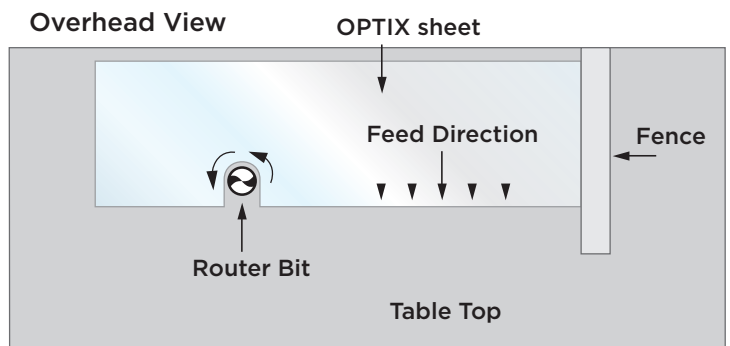 Overhead View
OPTIX sheet
Feed Direction
Fence
Router Bit
Table Top